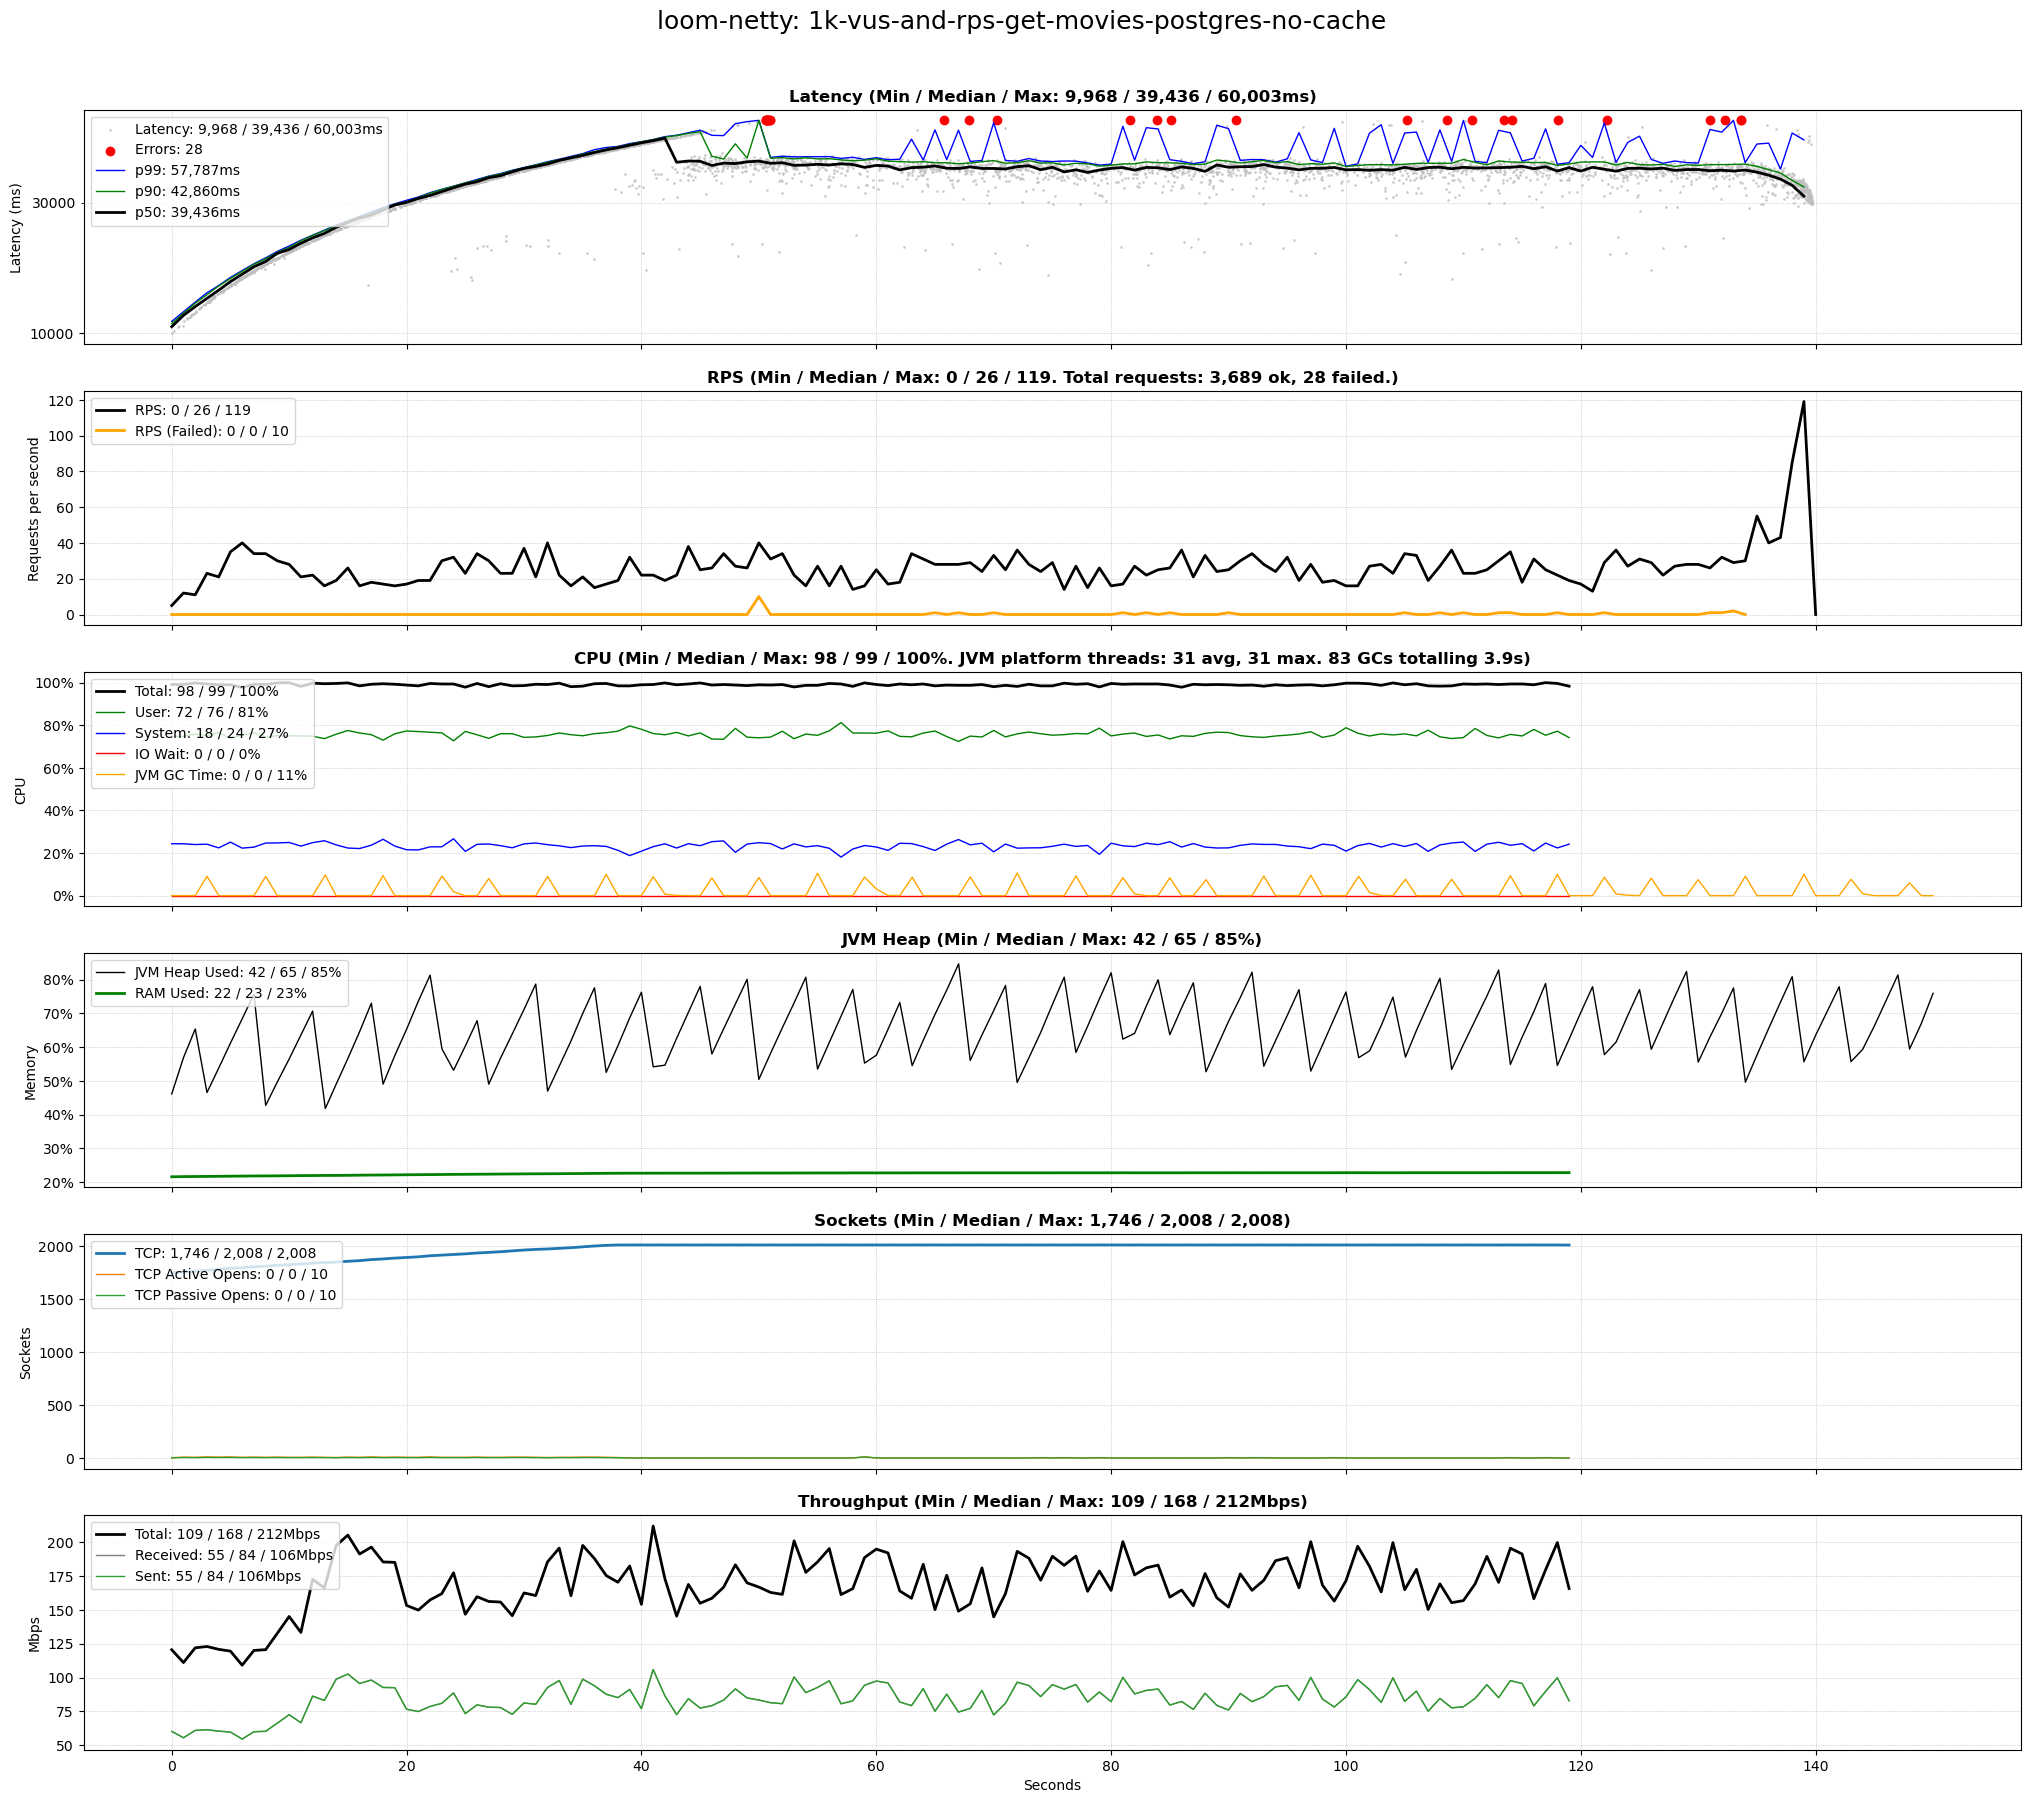 loom-netty: 1k-vus-and-rps-get-movies-postgres-no-cache
Latency (Min / Median / Max: 9,968 / 39,436 / 60,003ms)
Latency (ms)
30000
10000
Latency: 9,968 / 39,436 / 60,003ms
Errors: 28
p99: 57,787ms
p90: 42,860ms
p50: 39,436ms
RPS (Min / Median / Max: 0 / 26 / 119. Total requests: 3,689 ok, 28 failed.)
Requests per second
120
100
80
60
40
20
0
RPS: 0 / 26 / 119
RPS (Failed): 0 / 0 / 10
CPU (Min / Median / Max: 98 / 99 / 100%. JVM platform threads: 31 avg, 31 max. 83 GCs totalling 3.9s)
CPU
100%
80%
60%
40%
20%
0%
Total: 98 / 99 / 100%
User: 72 / 76 / 81%
System: 18 / 24 / 27%
IO Wait: 0 / 0 / 0%
JVM GC Time: 0 / 0 / 11%
JVM Heap (Min / Median / Max: 42 / 65 / 85%)
Memory
80%
70%
60%
50%
40%
30%
20%
JVM Heap Used: 42 / 65 / 85%
RAM Used: 22 / 23 / 23%
Sockets (Min / Median / Max: 1,746 / 2,008 / 2,008)
Sockets
2000
1500
1000
500
0
TCP: 1,746 / 2,008 / 2,008
TCP Active Opens: 0 / 0 / 10
TCP Passive Opens: 0 / 0 / 10
Throughput (Min / Median / Max: 109 / 168 / 212Mbps)
Mbps
200
175
150
125
100
75
50
Total: 109 / 168 / 212Mbps
Received: 55 / 84 / 106Mbps
Sent: 55 / 84 / 106Mbps
0 20 40 60 80 100 120 140
Seconds